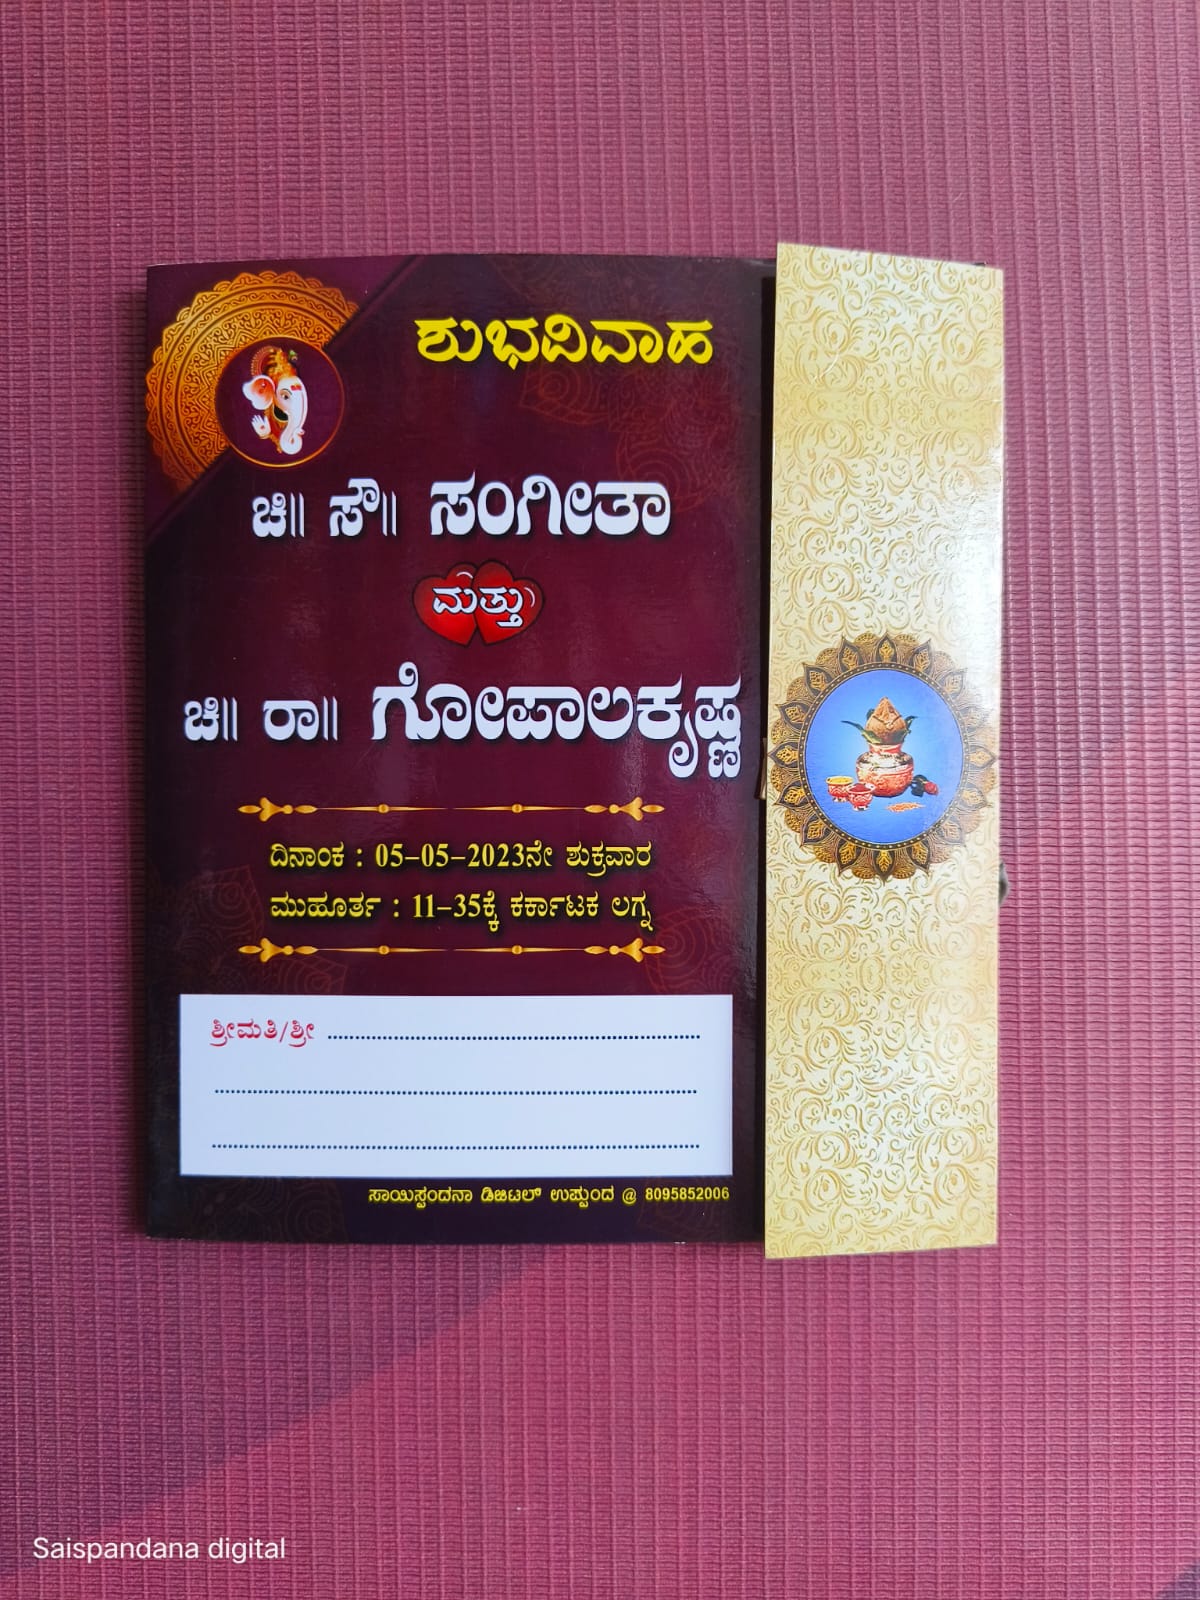 ಶುಭವಿವಾಹ
ಚಿ॥ ಸೌ॥ ಸಂಗೀತಾ
ಮತ್ತು
ಚಿ॥ ರಾ॥ ಗೋಪಾಲಕೃಷ್ಣ
ದಿನಾಂಕ : 05-05-2023ನೇ ಶುಕ್ರವಾರ
ಮುಹೂರ್ತ : 11-35ಕ್ಕೆ ಕರ್ಕಾಟಕ ಲಗ್ನ
ಶ್ರೀಮತಿ/ಶ್ರೀ
ಸಾಯಿಸ್ಪಂದನಾ ಡಿಜಿಟಲ್ ಉಪ್ಪುಂದ @ 8095852006
Saispandana digital